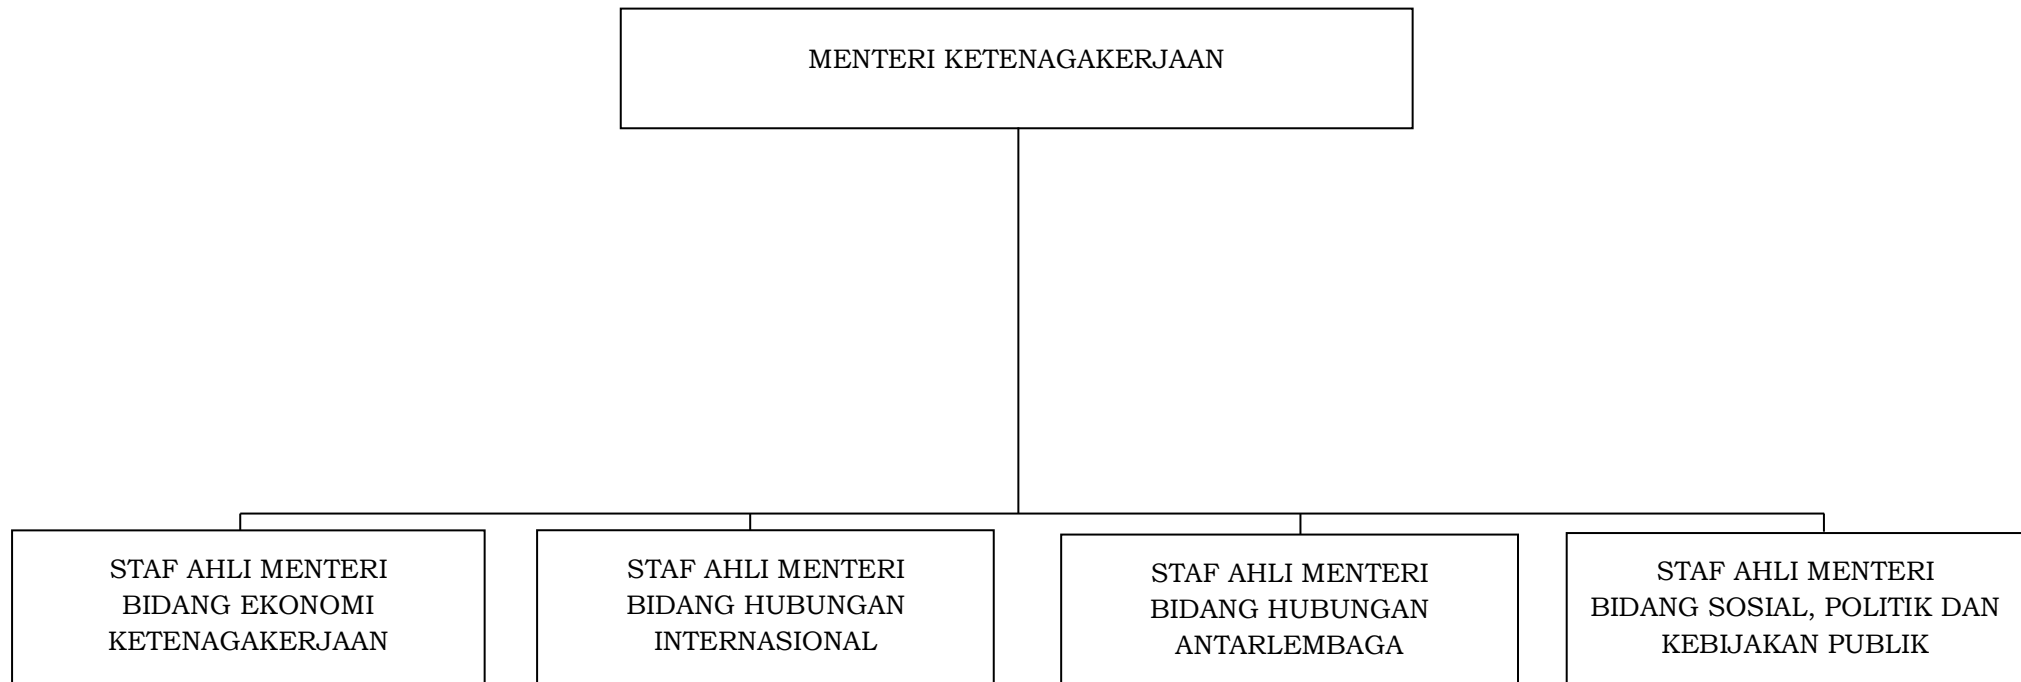 MENTERI KETENAGAKERJAAN
STAF AHLI MENTERI
BIDANG EKONOMI
KETENAGAKERJAAN
STAF AHLI MENTERI
BIDANG HUBUNGAN
INTERNASIONAL
STAF AHLI MENTERI
BIDANG HUBUNGAN
ANTARLEMBAGA
STAF AHLI MENTERI
BIDANG SOSIAL, POLITIK DAN
KEBIJAKAN PUBLIK